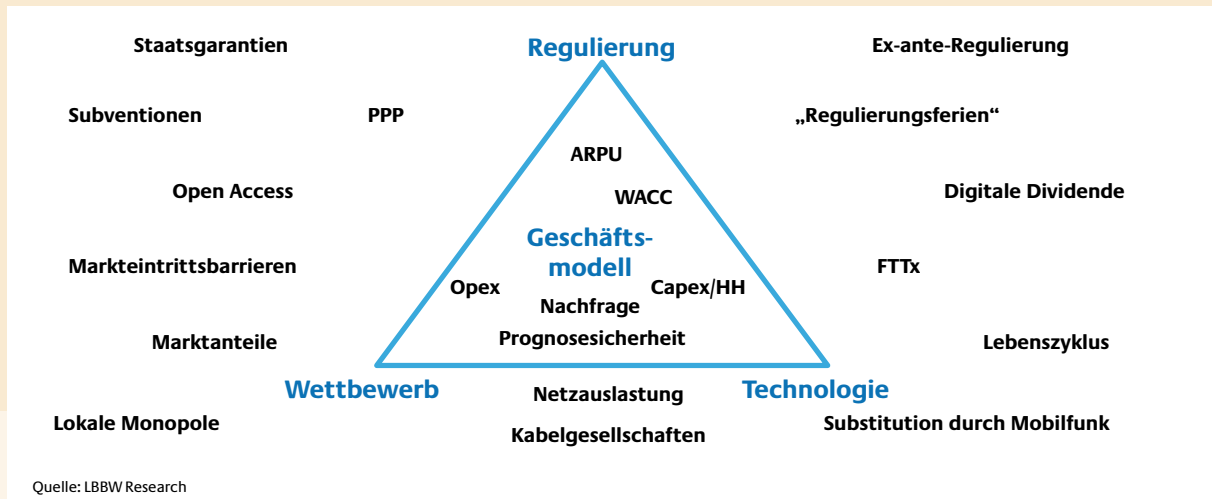 Staatsgarantien
Regulierung
Ex-ante-Regulierung
Subventionen
PPP
„Regulierungsferien“
ARPU
Open Access
WACC
Digitale Dividende
Geschäfts-
modell
Markteintrittsbarrieren
FTTx
Opex
Capex/HH
Nachfrage
Prognosesicherheit
Marktanteile
Lebenszyklus
Wettbewerb
Netzauslastung
Technologie
Lokale Monopole
Kabelgesellschaften
Substitution durch Mobilfunk
Quelle: LBBW Research